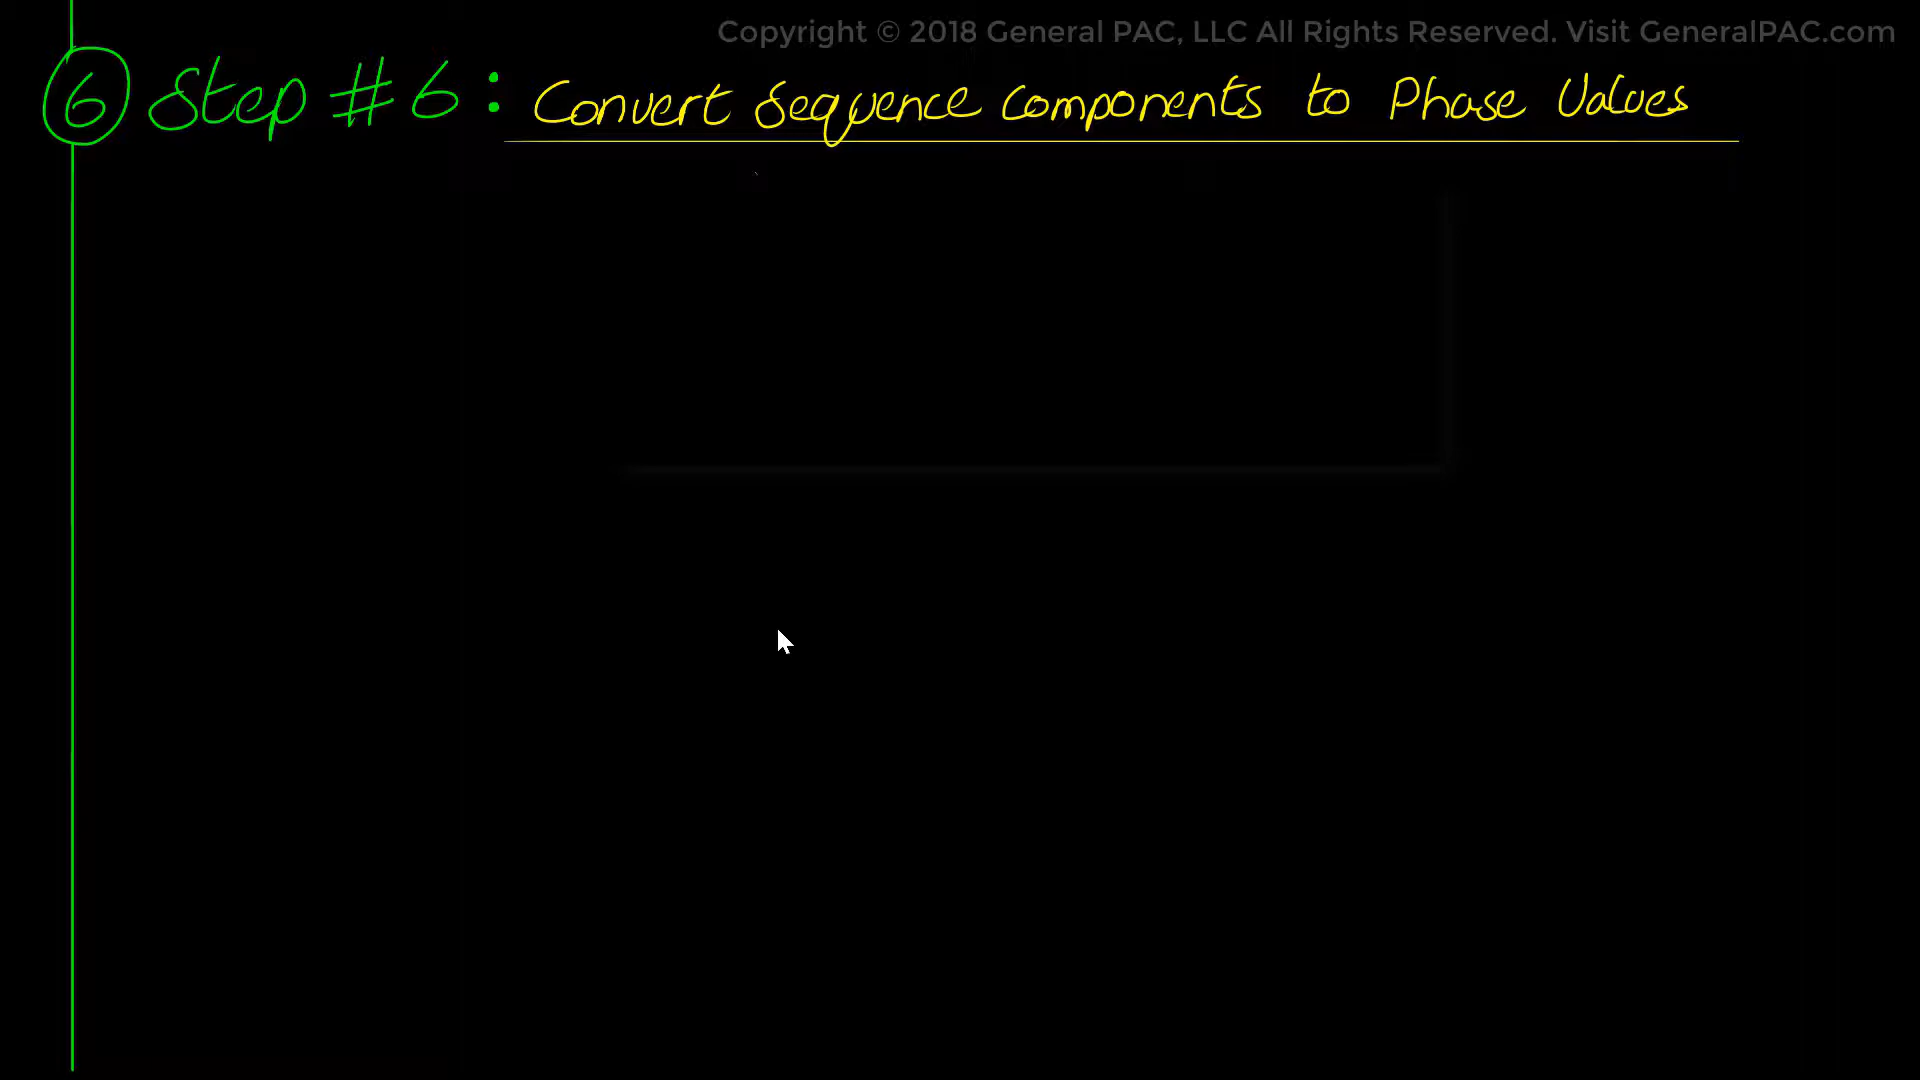 Copyright © 2018 General PAC, LLC All Rights Reserved. Visit GeneralPAC.com
6 Step #6: Convert Sequence Components to Phase Values